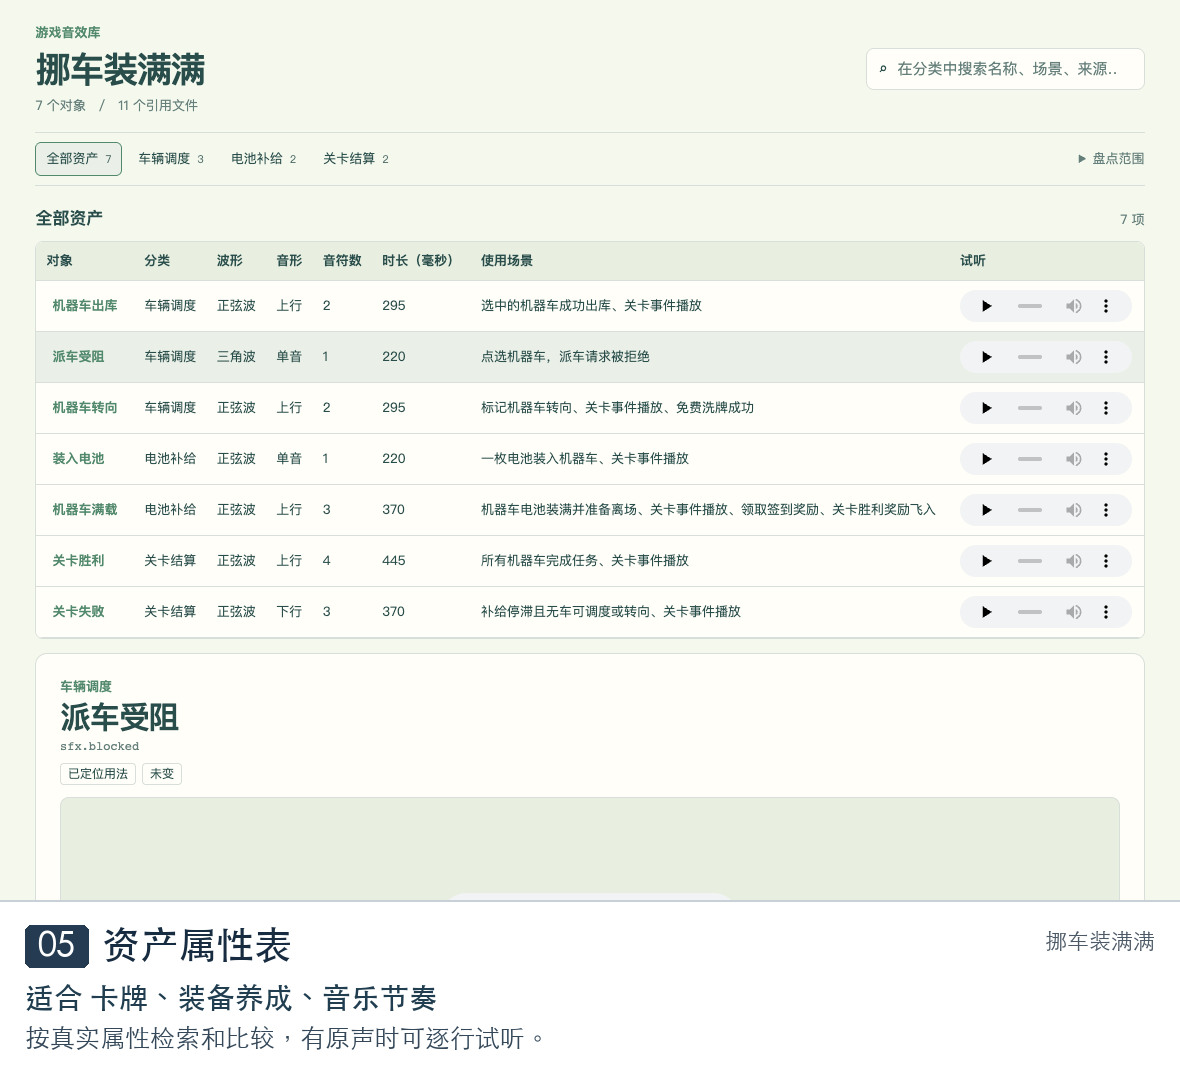 游戏音效库
挪车装满满
7 个对象 / 11 个引用文件
在分类中搜索名称、场景、来源..
全部资产 7 车辆调度 3 电池补给 2 关卡结算 2 ▶ 盘点范围
全部资产 7 项
对象 分类 波形 音形 音符数 时长（毫秒） 使用场景 试听
机器车出库 车辆调度 正弦波 上行 2 295 选中的机器车成功出库、关卡事件播放
派车受阻 车辆调度 三角波 单音 1 220 点选机器车，派车请求被拒绝
机器车转向 车辆调度 正弦波 上行 2 295 标记机器车转向、关卡事件播放、免费洗牌成功
装入电池 电池补给 正弦波 单音 1 220 一枚电池装入机器车、关卡事件播放
机器车满载 电池补给 正弦波 上行 3 370 机器车电池装满并准备离场、关卡事件播放、领取签到奖励、关卡胜利奖励飞入
关卡胜利 关卡结算 正弦波 上行 4 445 所有机器车完成任务、关卡事件播放
关卡失败 关卡结算 正弦波 下行 3 370 补给停滞且无车可调度或转向、关卡事件播放
车辆调度
派车受阻
sfx.blocked
已定位用法 未变
05 资产属性表 挪车装满满
适合 卡牌、装备养成、音乐节奏
按真实属性检索和比较，有原声时可逐行试听。